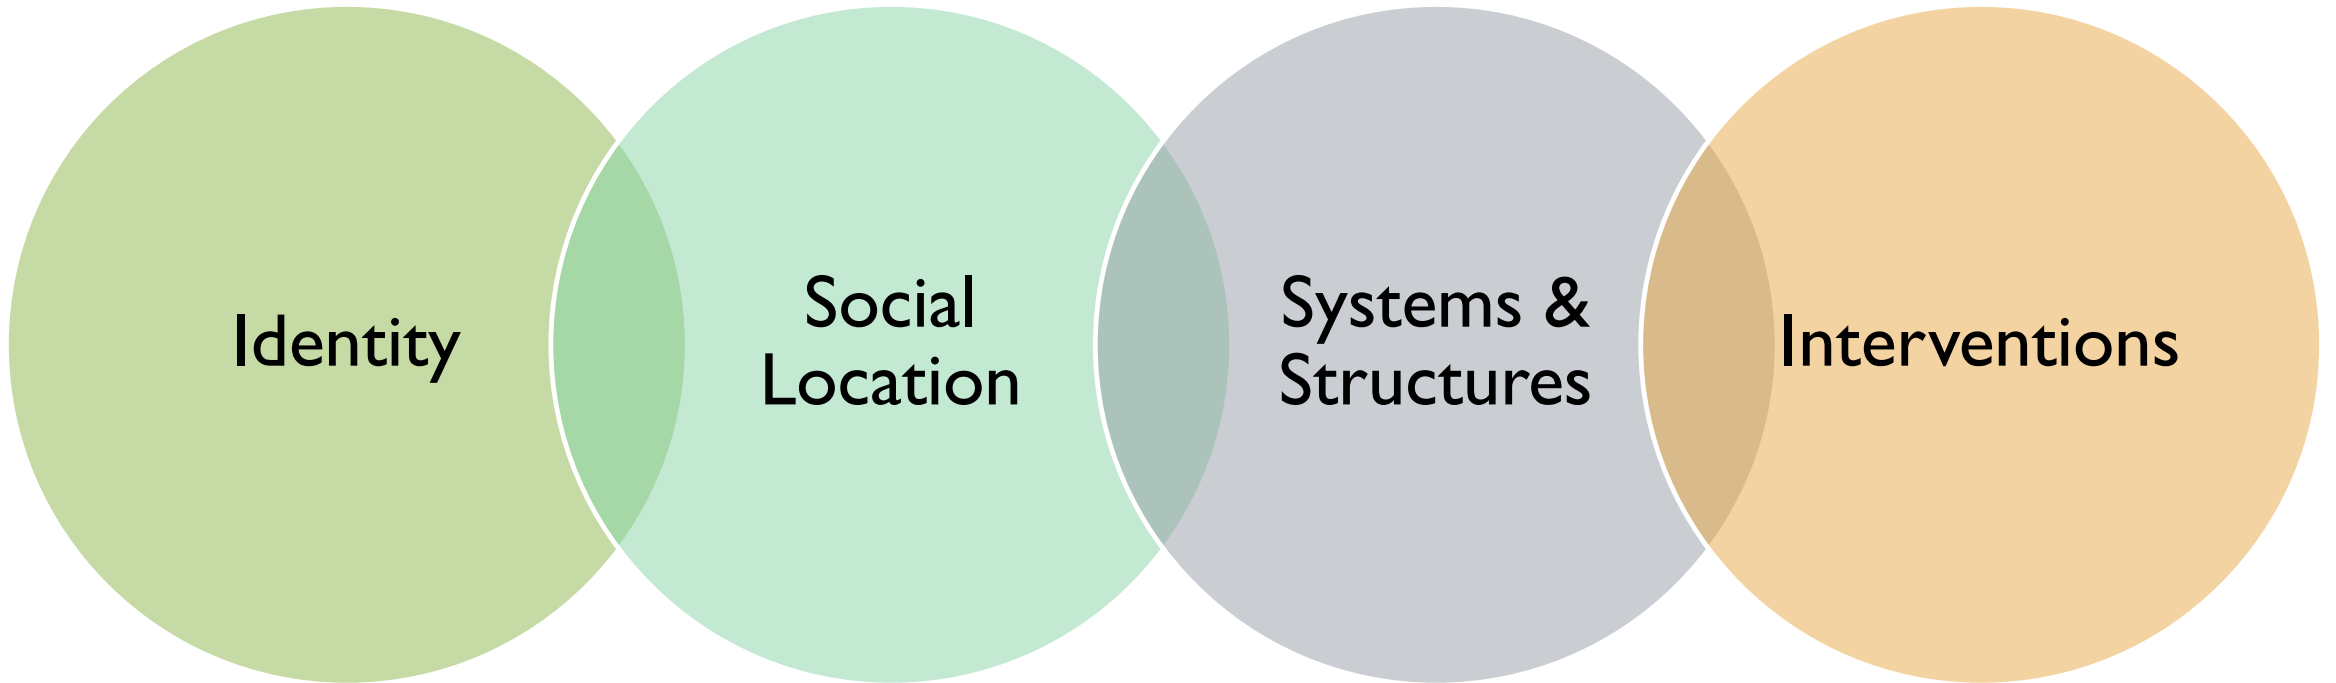 Identity
Social
Location
Systems &
Structures
Interventions